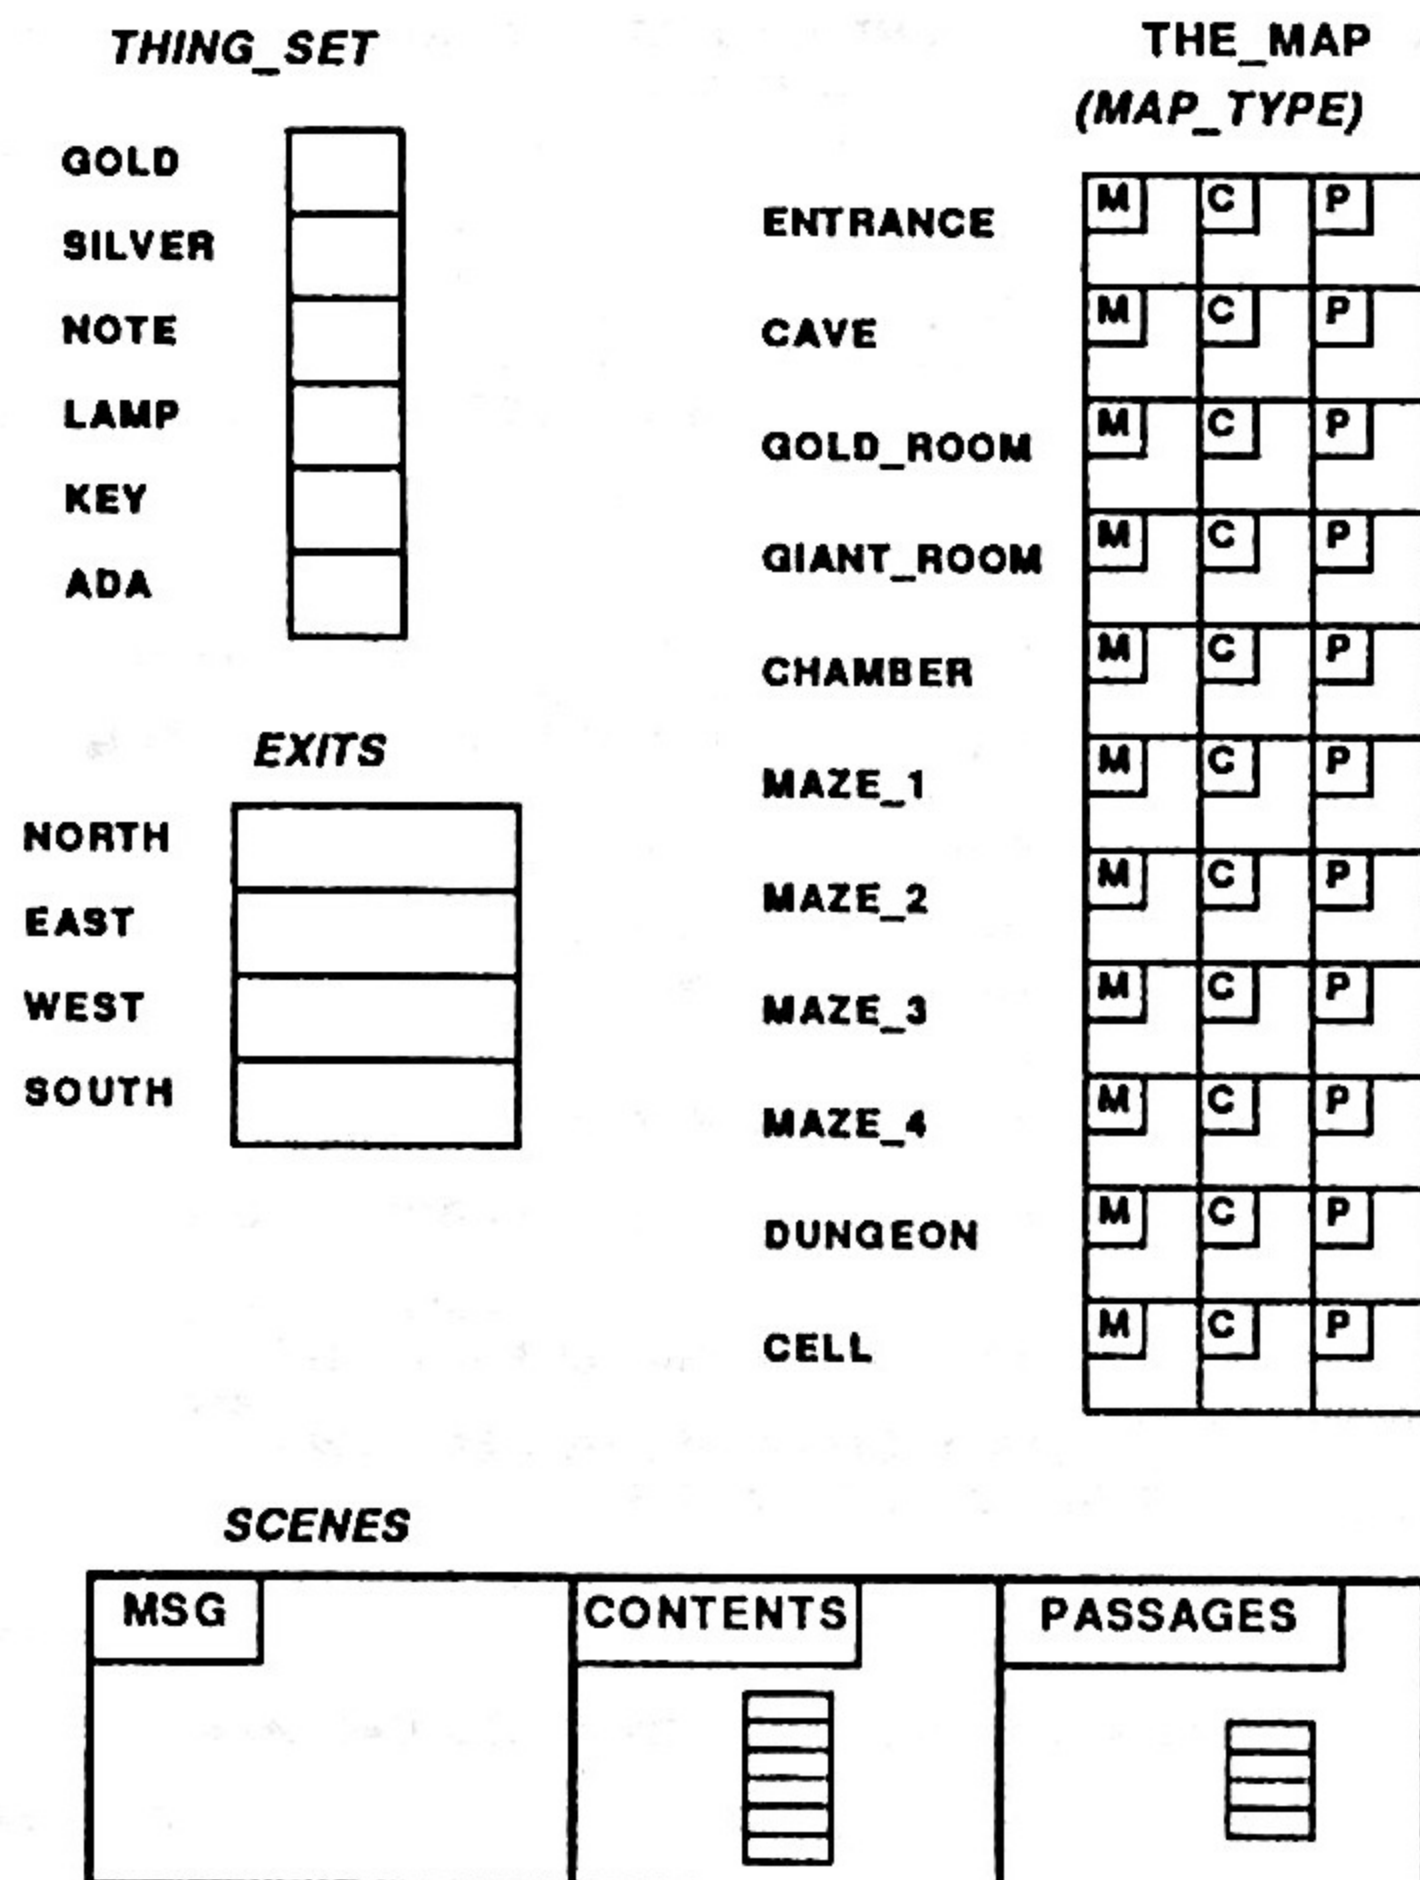 THING_SET
GOLD
SILVER
NOTE
LAMP
KEY
ADA
EXITS
NORTH
EAST
WEST
SOUTH
THE_MAP
(MAP_TYPE)
ENTRANCE M C P
CAVE M C P
GOLD_ROOM M C P
GIANT_ROOM M C P
CHAMBER M C P
MAZE_1 M C P
MAZE_2 M C P
MAZE_3 M C P
MAZE_4 M C P
DUNGEON M C P
CELL M C P
SCENES
MSG CONTENTS PASSAGES